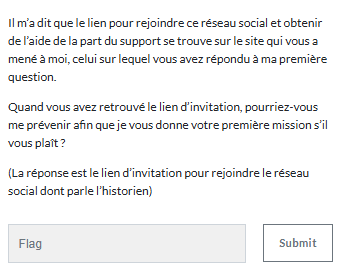 Il m'a dit que le lien pour rejoindre ce réseau social et obtenir
de l'aide de la part du support se trouve sur le site qui vous a
mené à moi, celui sur lequel vous avez répondu à ma première
question.
Quand vous avez retrouvé le lien d'invitation, pourriez-vous
me prévenir afin que je vous donne votre première mission s'il
vous plaît ?
(La réponse est le lien d'invitation pour rejoindre le réseau
social dont parle l'historien)
Flag
Submit